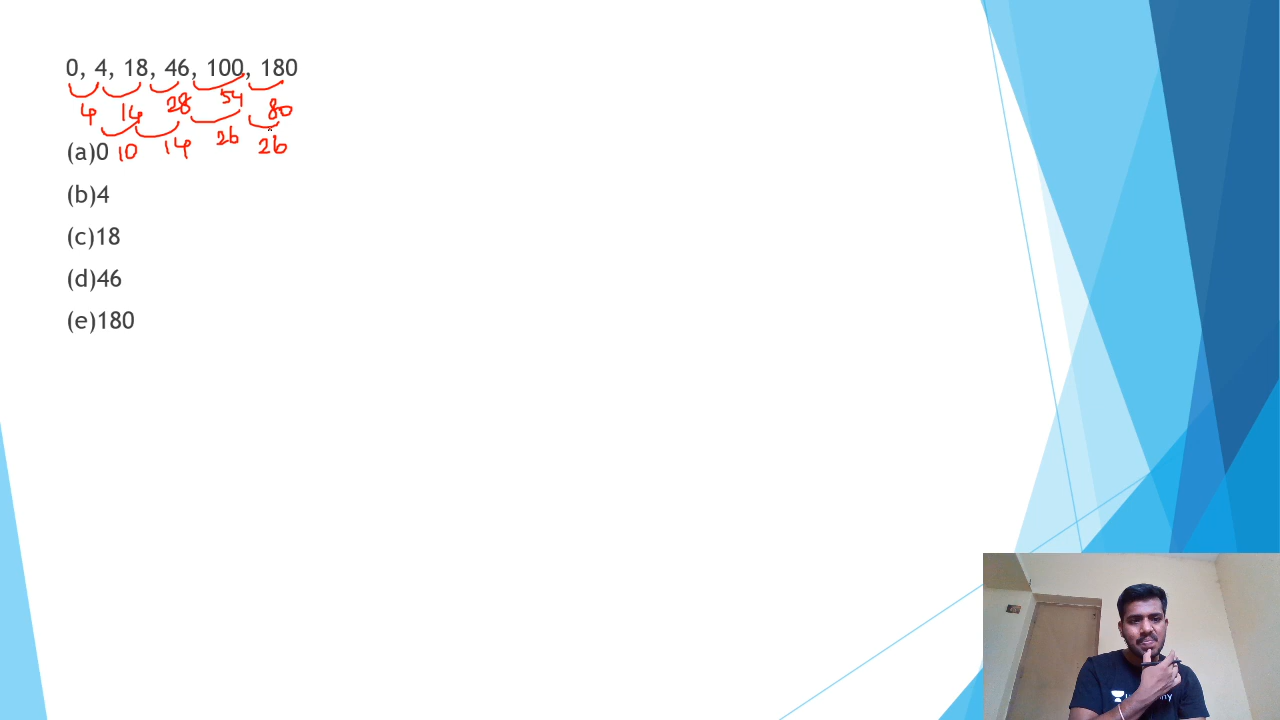 0, 4, 18, 46, 100, 180
4 14 28 54 80
10 14 26 26
(a)0
(b)4
(c)18
(d)46
(e)180